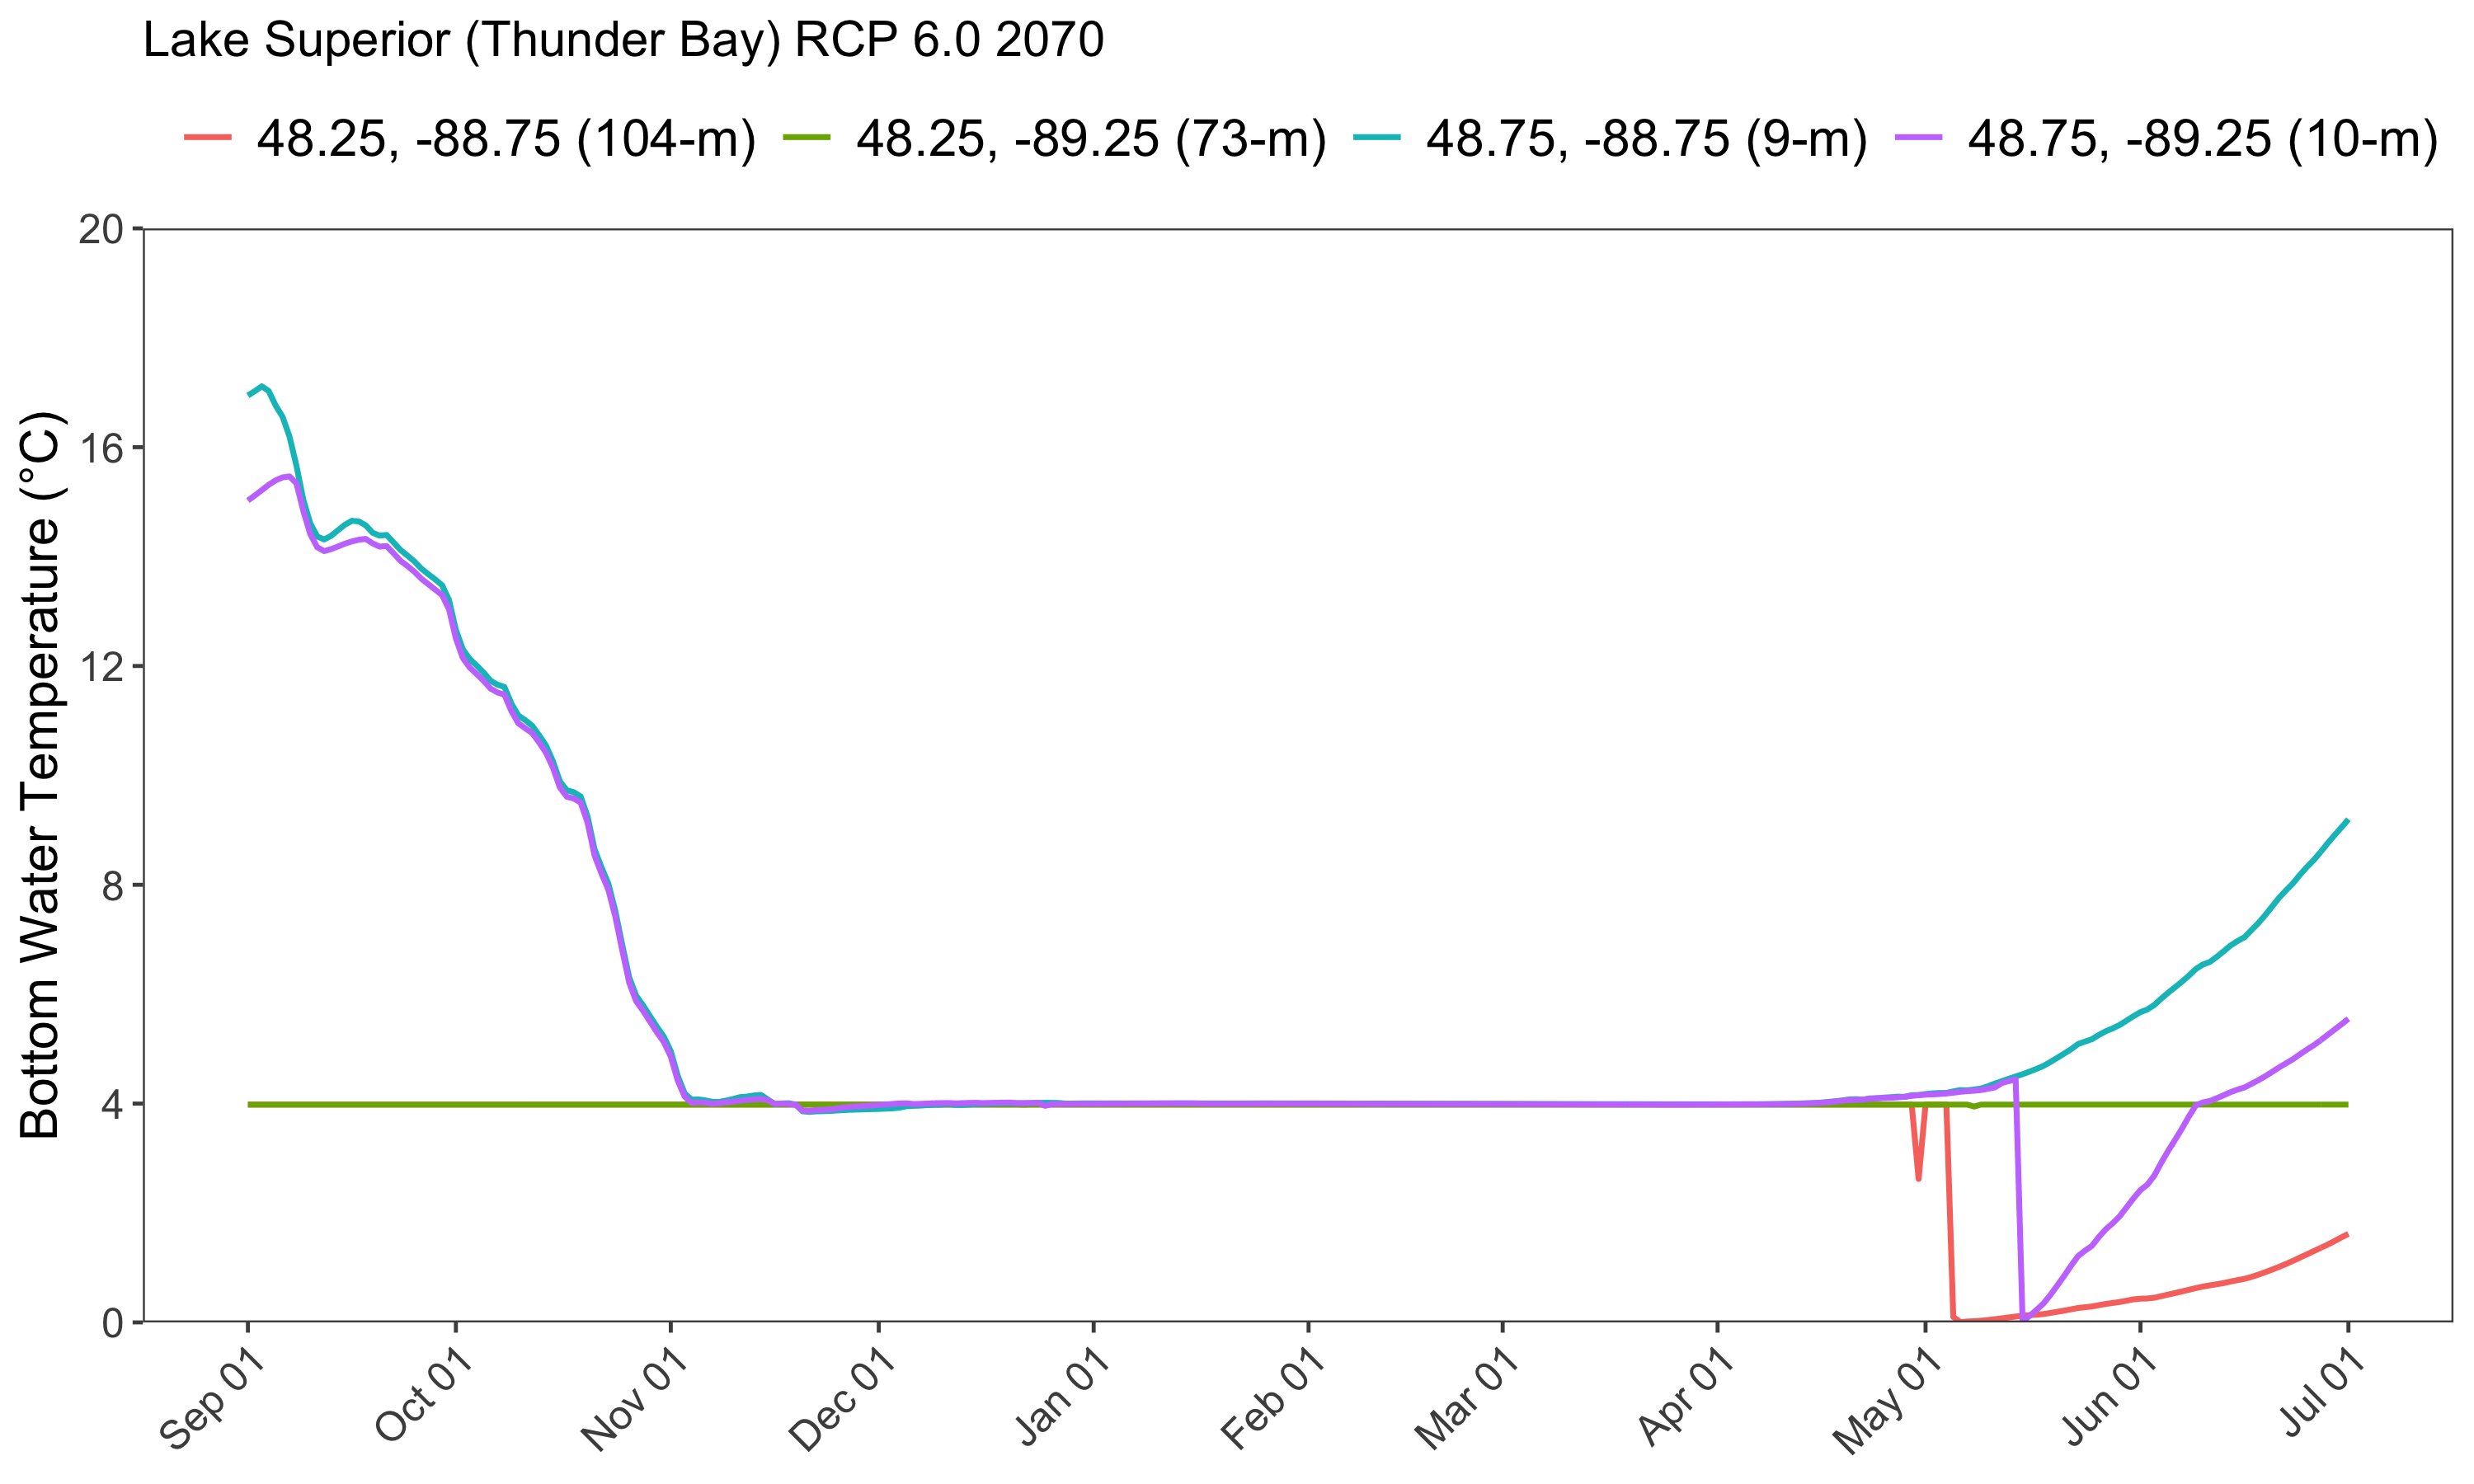 Lake Superior (Thunder Bay) RCP 6.0 2070
48.25, -88.75 (104-m) 48.25, -89.25 (73-m) 48.75, -88.75 (9-m) 48.75, -89.25 (10-m)
Bottom Water Temperature (°C)
20
16
12
8
4
0
Sep 01 Oct 01 Nov 01 Dec 01 Jan 01 Feb 01 Mar 01 Apr 01 May 01 Jun 01 Jul 01